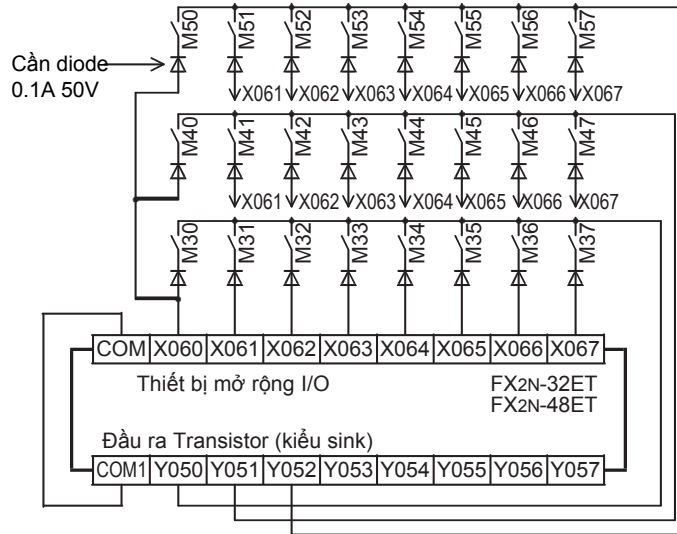 M50 M51 M52 M53 M54 M55 M56 M57
Cần diode
0.1A 50V
X061 X062 X063 X064 X065 X066 X067
M40 M41 M42 M43 M44 M45 M46 M47
X061 X062 X063 X064 X065 X066 X067
M30 M31 M32 M33 M34 M35 M36 M37
COM X060 X061 X062 X063 X064 X065 X066 X067
Thiết bị mở rộng I/O FX2N-32ET
FX2N-48ET
Đầu ra Transistor (kiểu sink)
COM1 Y050 Y051 Y052 Y053 Y054 Y055 Y056 Y057